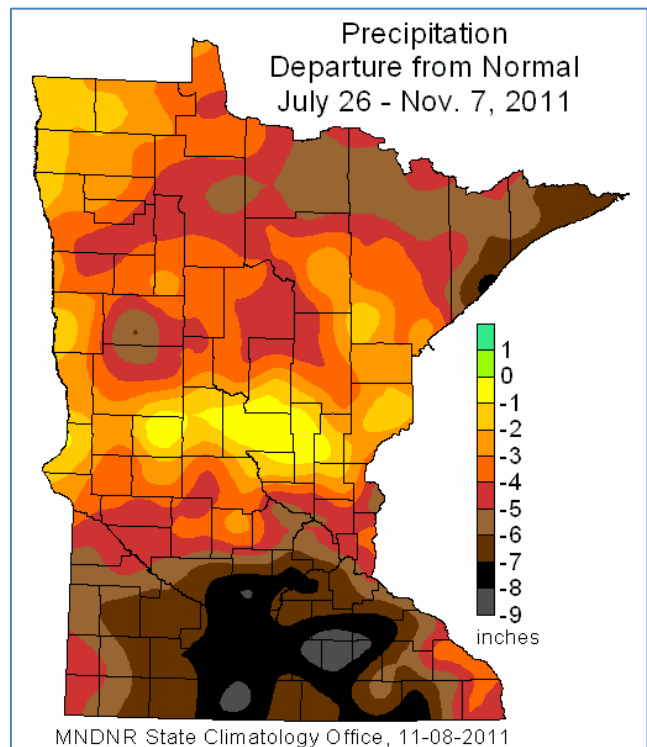 Precipitation
Departure from Normal
July 26 - Nov. 7, 2011
1
0
-1
-2
-3
-4
-5
-6
-7
-8
-9
inches
MNDNR State Climatology Office, 11-08-2011